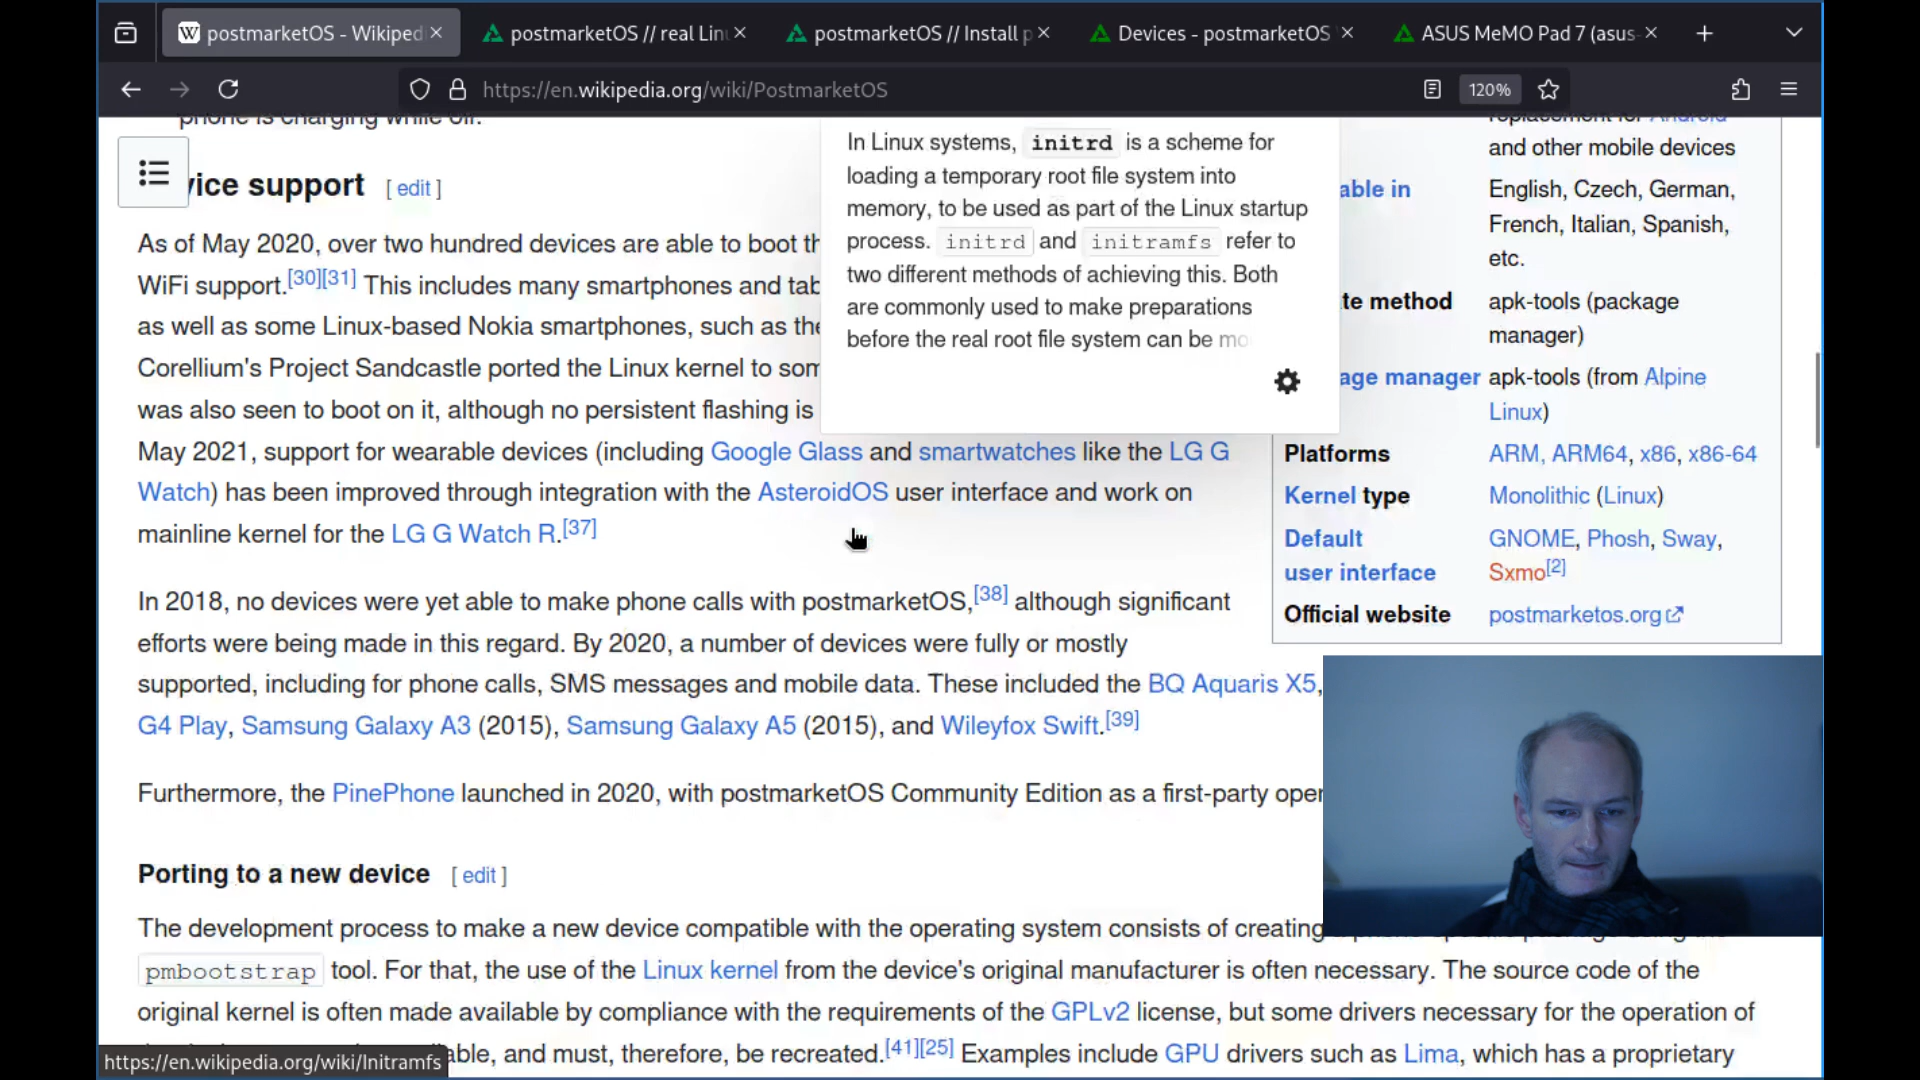 postmarketOS - Wikiped
postmarketOS // real Lin
postmarketOS // Install p
Devices - postmarketOS
ASUS MeMO Pad 7 (asus-
https://en.wikipedia.org/wiki/PostmarketOS
120%
phone is charging while off.
vice support [ edit ]
As of May 2020, over two hundred devices are able to boot th
WiFi support.[30][31] This includes many smartphones and tab
as well as some Linux-based Nokia smartphones, such as the
Corellium's Project Sandcastle ported the Linux kernel to som
was also seen to boot on it, although no persistent flashing is
May 2021, support for wearable devices (including Google Glass and smartwatches like the LG G
Watch) has been improved through integration with the AsteroidOS user interface and work on
mainline kernel for the LG G Watch R.[37]
In 2018, no devices were yet able to make phone calls with postmarketOS,[38] although significant
efforts were being made in this regard. By 2020, a number of devices were fully or mostly
supported, including for phone calls, SMS messages and mobile data. These included the BQ Aquaris X5,
G4 Play, Samsung Galaxy A3 (2015), Samsung Galaxy A5 (2015), and Wileyfox Swift.[39]
Furthermore, the PinePhone launched in 2020, with postmarketOS Community Edition as a first-party oper
Porting to a new device [ edit ]
The development process to make a new device compatible with the operating system consists of creating
pmbootstrap tool. For that, the use of the Linux kernel from the device's original manufacturer is often necessary. The source code of the
original kernel is often made available by compliance with the requirements of the GPLv2 license, but some drivers necessary for the operation of
able, and must, therefore, be recreated.[41][25] Examples include GPU drivers such as Lima, which has a proprietary
https://en.wikipedia.org/wiki/Initramfs
In Linux systems, initrd is a scheme for
loading a temporary root file system into
memory, to be used as part of the Linux startup
process. initrd and initramfs refer to
two different methods of achieving this. Both
are commonly used to make preparations
before the real root file system can be mo
replacement for Android
and other mobile devices
able in English, Czech, German,
French, Italian, Spanish,
etc.
te method apk-tools (package
manager)
age manager apk-tools (from Alpine
Linux)
Platforms ARM, ARM64, x86, x86-64
Kernel type Monolithic (Linux)
Default
user interface
GNOME, Phosh, Sway,
Sxmo[2]
Official website postmarketos.org